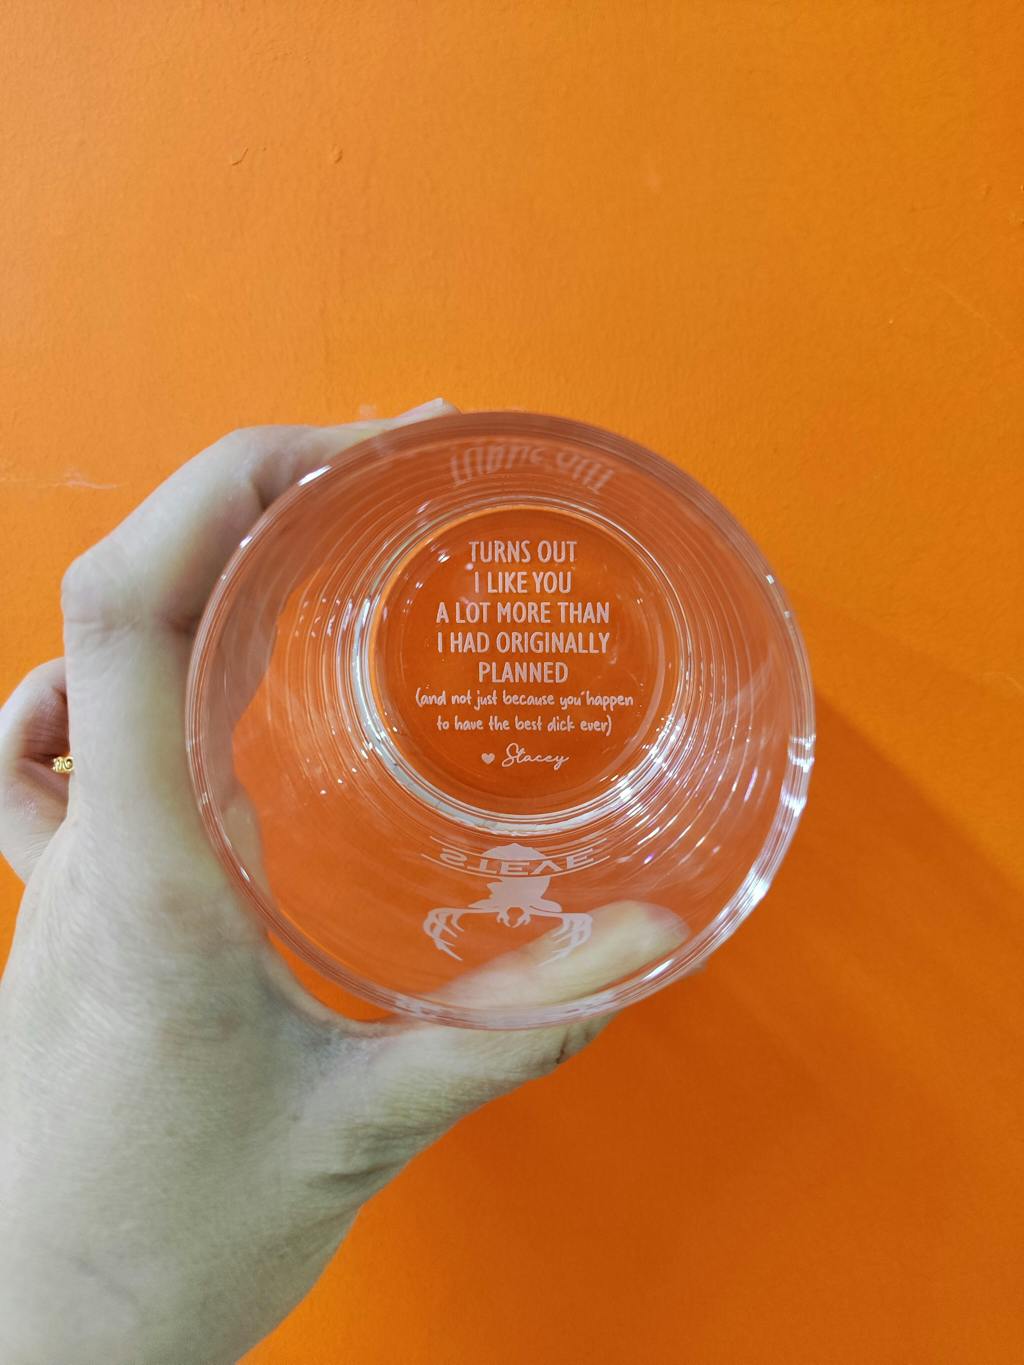 TURNS OUT
I LIKE YOU
A LOT MORE THAN
I HAD ORIGINALLY
PLANNED
(and not just because you happen
to have the best dick ever)
♥ Stacey
STEVE